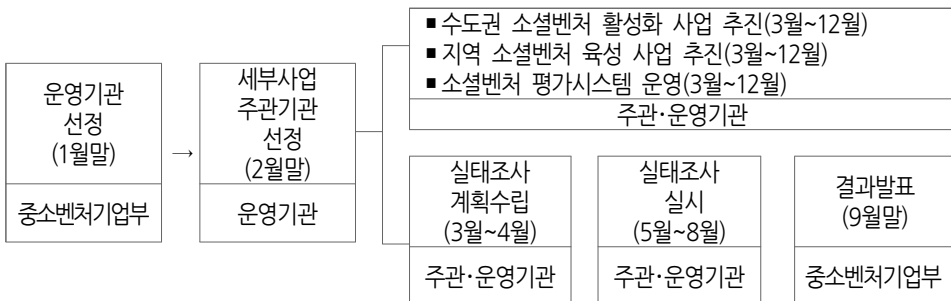 ■ 수도권 소셜벤처 활성화 사업 추진(3월~12월)
■ 지역 소셜벤처 육성 사업 추진(3월~12월)
■ 소셜벤처 평가시스템 운영(3월~12월)
주관·운영기관
운영기관
선정
(1월말)
중소벤처기업부
→
세부사업
주관기관
선정
(2월말)
운영기관
실태조사
계획수립
(3월~4월)
주관·운영기관
실태조사
실시
(5월~8월)
주관·운영기관
결과발표
(9월말)
중소벤처기업부